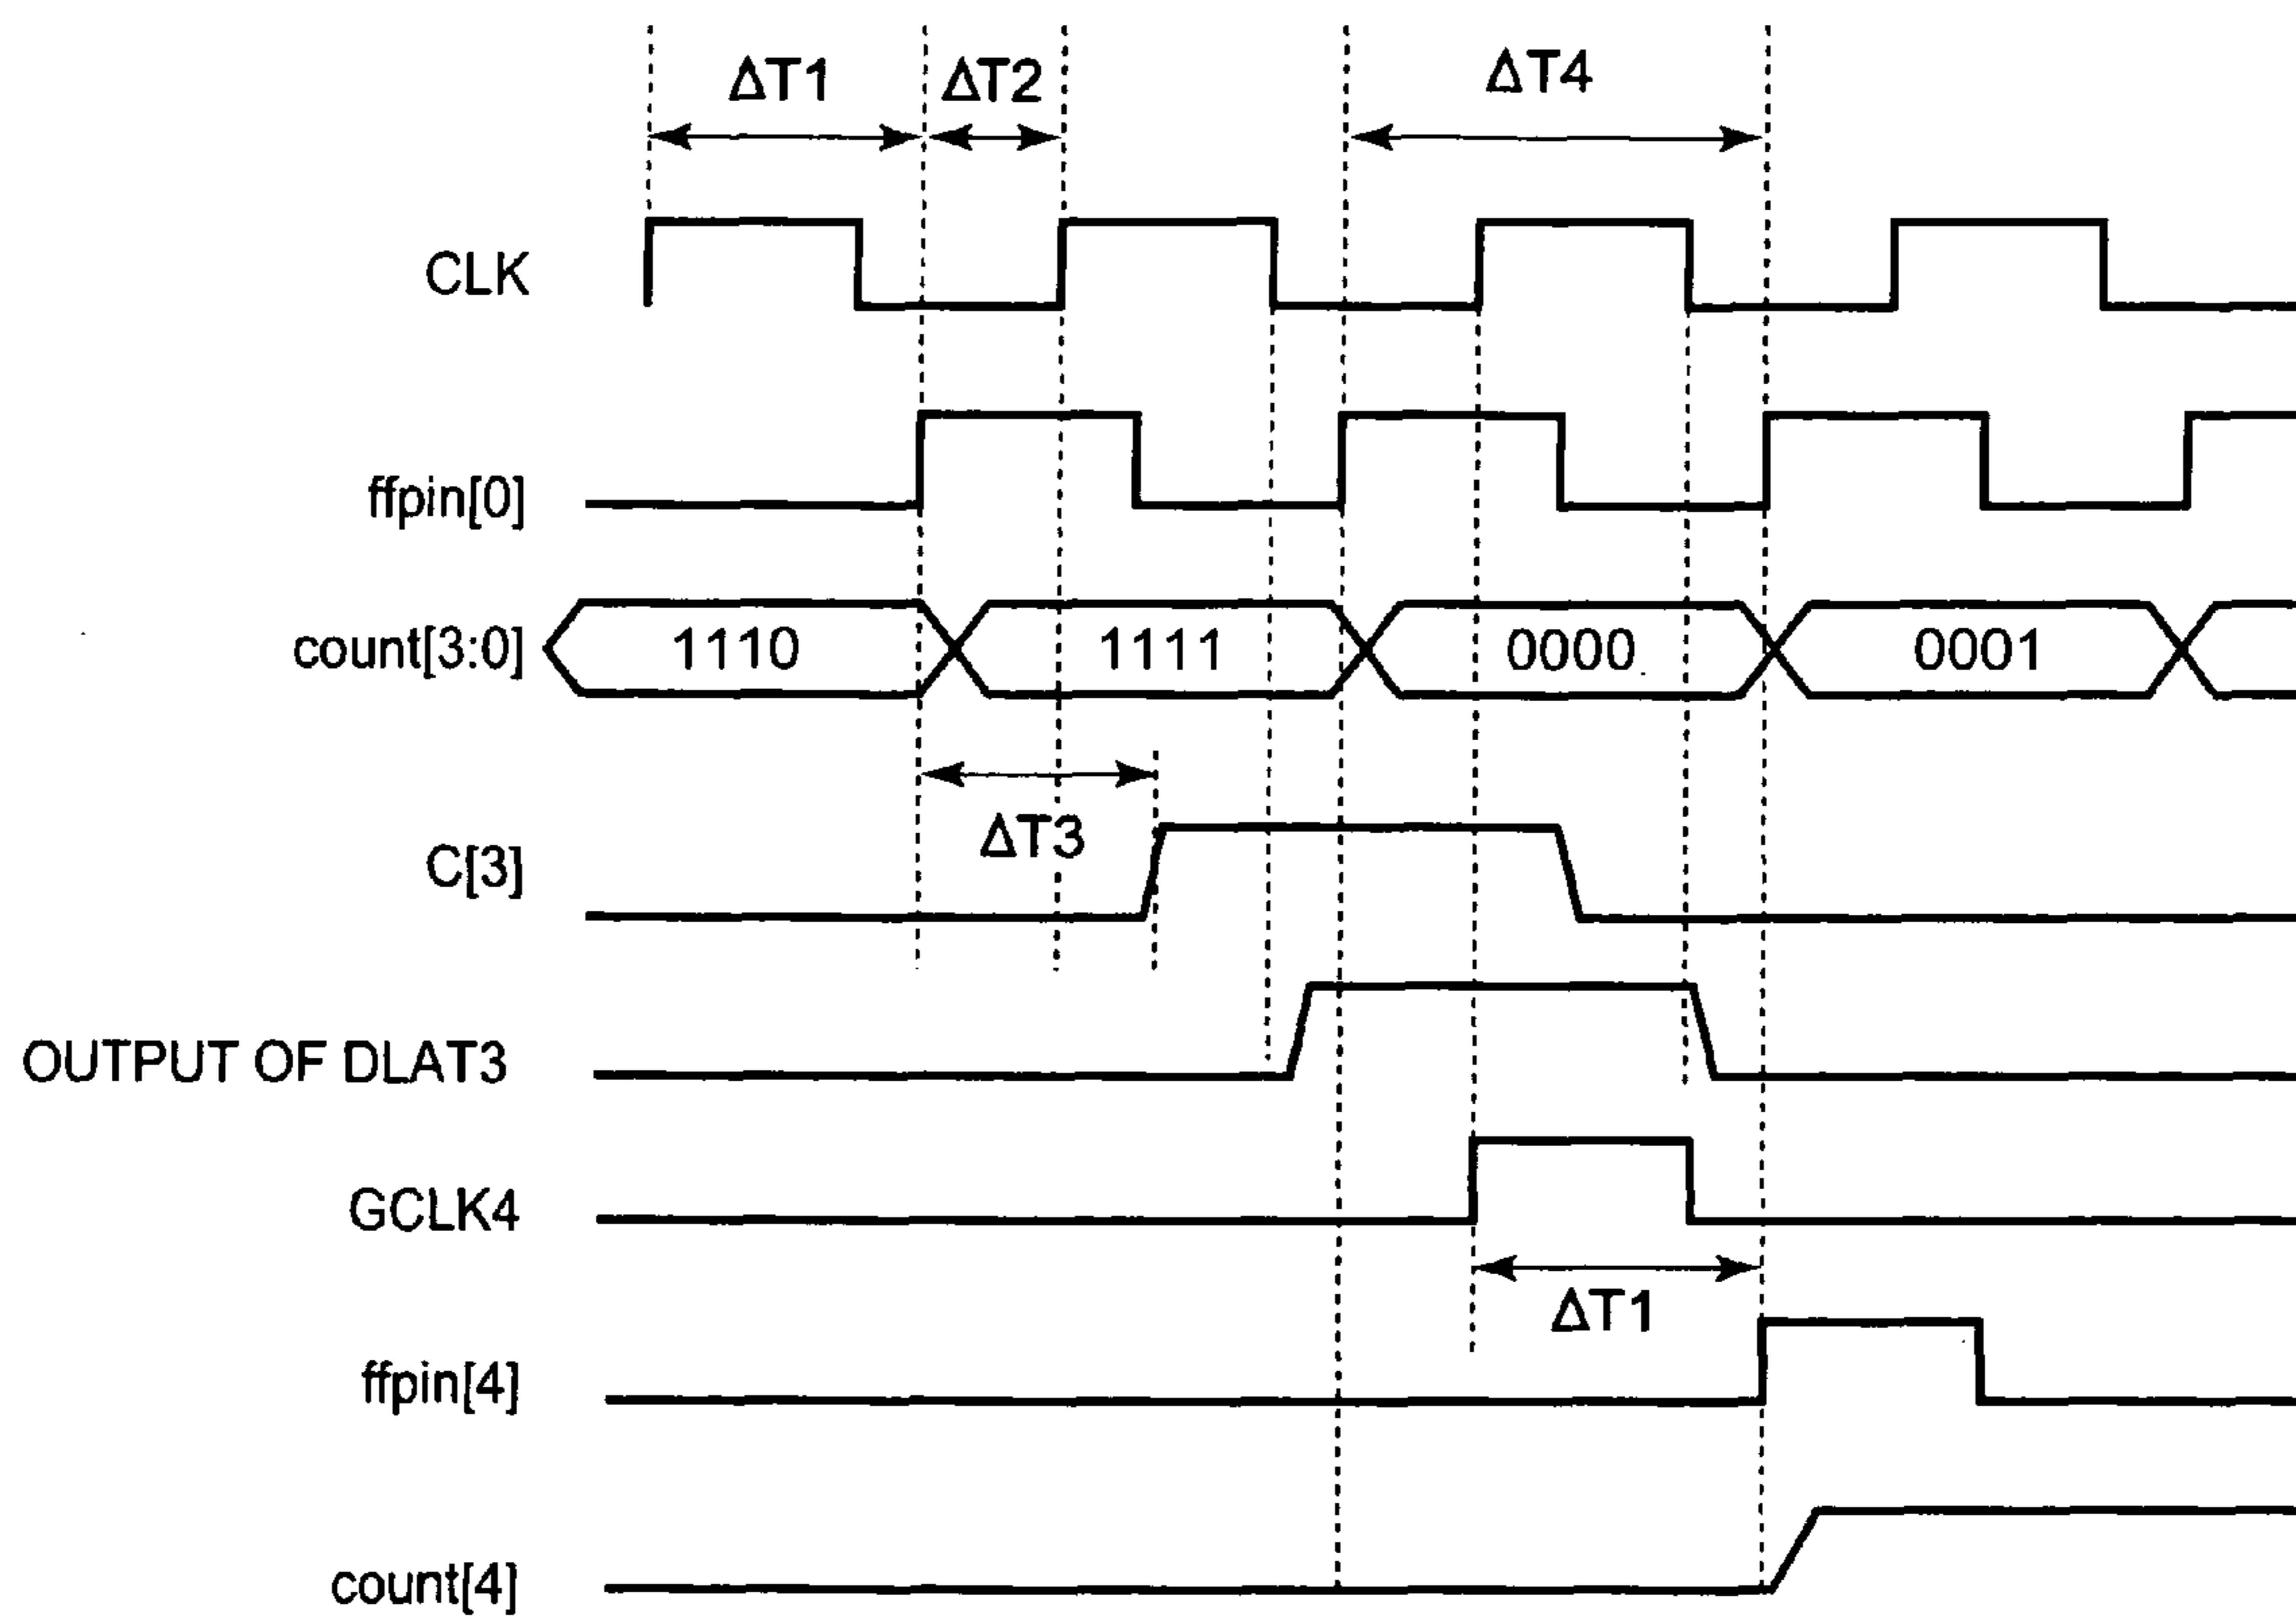 ΔT1 ΔT2 ΔT4
CLK
ffpin[0]
count[3:0] 1110 1111 0000 0001
ΔT3
C[3]
OUTPUT OF DLAT3
GCLK4
ΔT1
ffpin[4]
count[4]